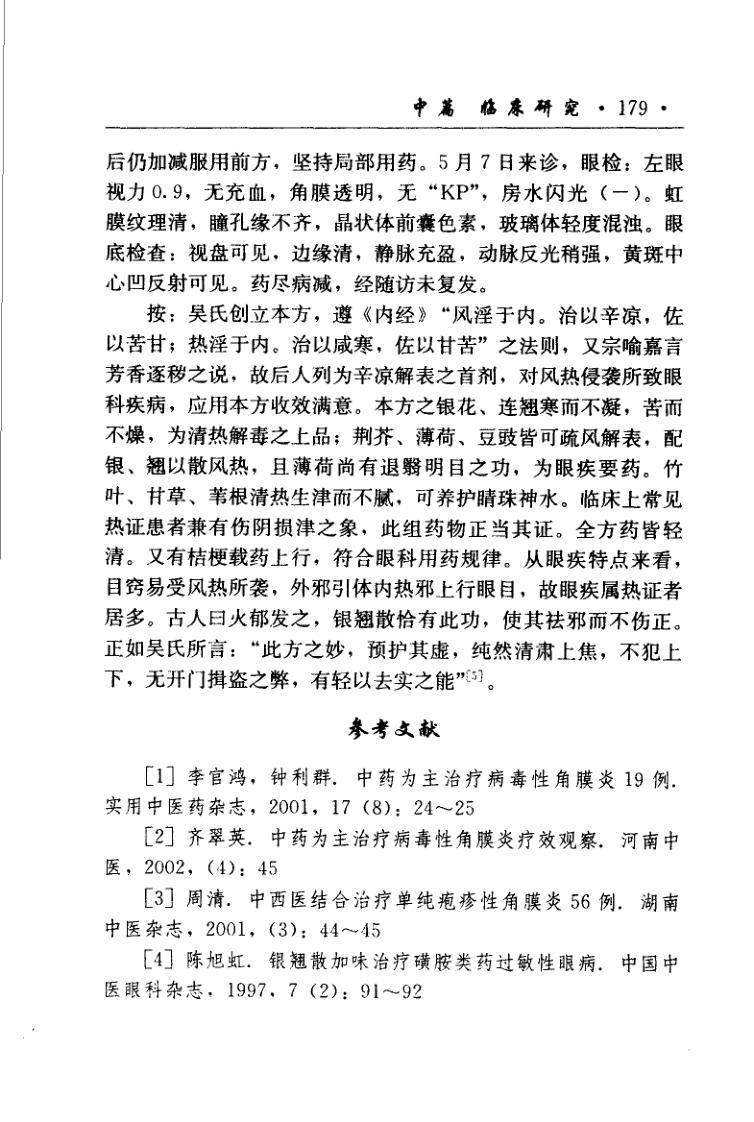 中篇 临床研究 · 179 ·
后仍加减服用前方，坚持局部用药。5 月 7 日来诊，眼检：左眼
视力 0.9，无充血，角膜透明，无“KP”，房水闪光（一）。虹
膜纹理清，瞳孔缘不齐，晶状体前囊色素，玻璃体轻度混浊。眼
底检查：视盘可见，边缘清，静脉充盈，动脉反光稍强，黄斑中
心凹反射可见。药尽病减，经随访未复发。
按：吴氏创立本方，遵《内经》“风淫于内。治以辛凉，佐
以苦甘；热淫于内。治以咸寒，佐以甘苦”之法则，又宗喻嘉言
芳香逐秽之说，故后人列为辛凉解表之首剂，对风热侵袭所致眼
科疾病，应用本方收效满意。本方之银花、连翘寒而不凝，苦而
不燥，为清热解毒之上品；荆芥、薄荷、豆豉皆可疏风解表，配
银、翘以散风热，且薄荷尚有退翳明目之功，为眼疾要药。竹
叶、甘草、苇根清热生津而不腻，可养护睛珠神水。临床上常见
热证患者兼有伤阴损津之象，此组药物正当其证。全方药皆轻
清。又有桔梗载药上行，符合眼科用药规律。从眼疾特点来看，
目窍易受风热所袭，外邪引体内热邪上行眼目，故眼疾属热证者
居多。古人曰火郁发之，银翘散恰有此功，使其祛邪而不伤正。
正如吴氏所言：“此方之妙，预护其虚，纯然清肃上焦，不犯上
下，无开门揖盗之弊，有轻以去实之能”[5]。
参考文献
［1］李官鸿，钟利群．中药为主治疗病毒性角膜炎 19 例．
实用中医药杂志，2001，17（8）：24～25
［2］齐翠英．中药为主治疗病毒性角膜炎疗效观察．河南中
医，2002，（4）：45
［3］周清．中西医结合治疗单纯疱疹性角膜炎 56 例．湖南
中医杂志，2001，（3）：44～45
［4］陈旭虹．银翘散加味治疗磺胺类药过敏性眼病．中国中
医眼科杂志，1997，7（2）：91～92